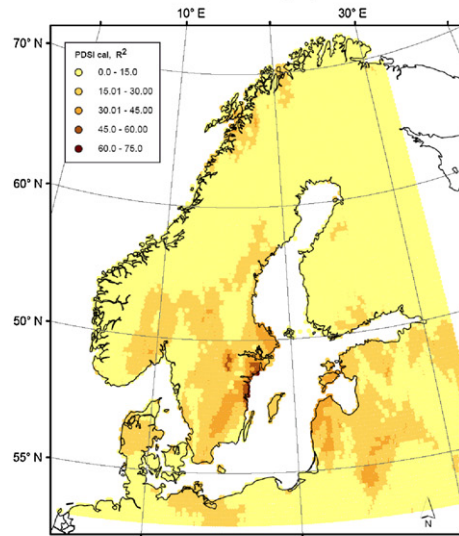 10° E
30° E
70° N
PDSI cal, R²
0.0 - 15.0
15.01 - 30.00
30.01 - 45.00
45.0 - 60.00
60.0 - 75.0
60° N
50° N
55° N
N